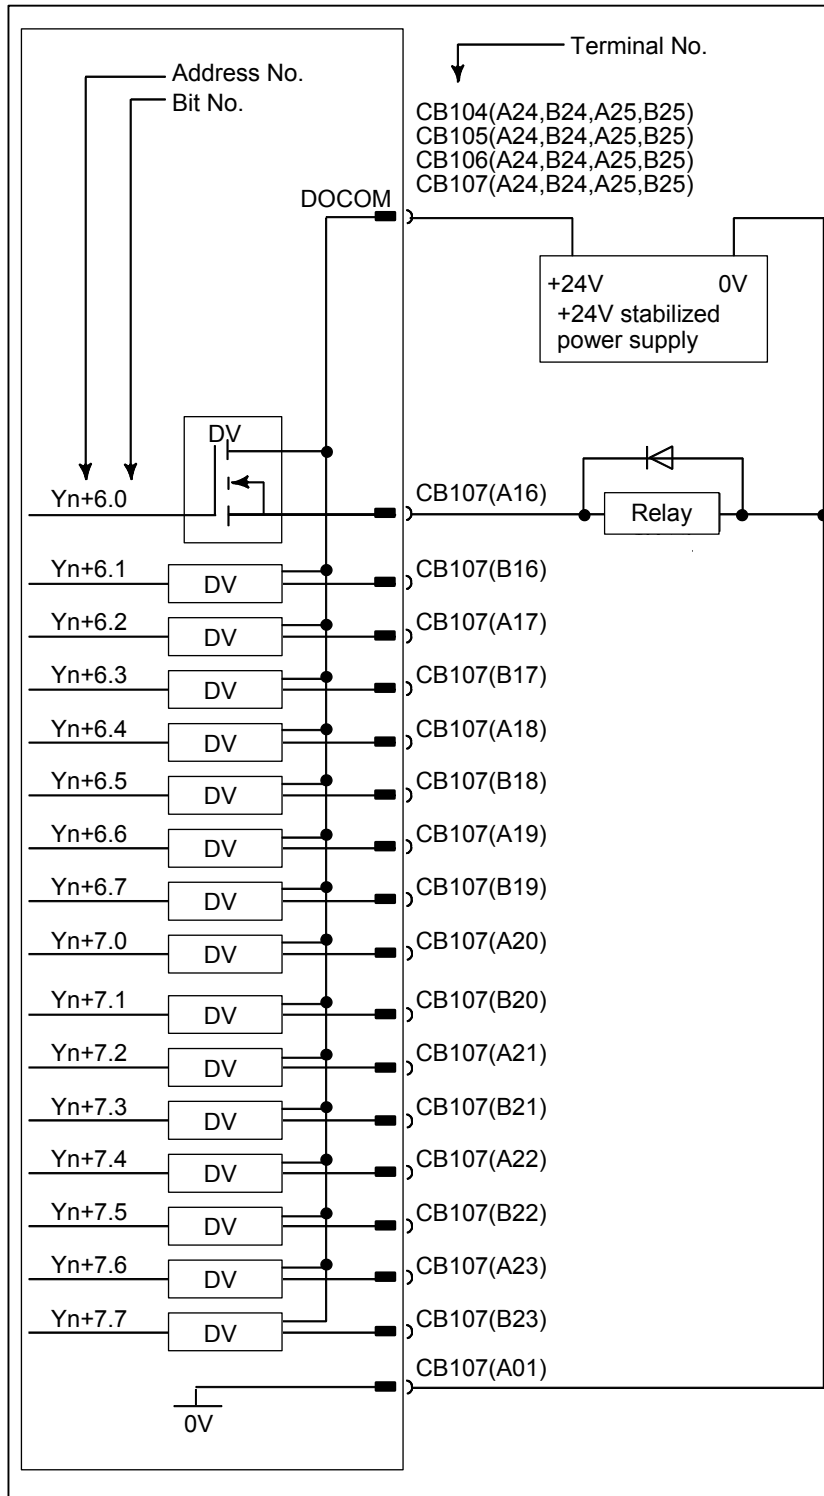 Terminal No.
Address No.
Bit No.
CB104(A24,B24,A25,B25)
CB105(A24,B24,A25,B25)
CB106(A24,B24,A25,B25)
CB107(A24,B24,A25,B25)
DOCOM
+24V 0V
+24V stabilized
power supply
DV
Yn+6.0 CB107(A16)
Relay
Yn+6.1 DV CB107(B16)
Yn+6.2 DV CB107(A17)
Yn+6.3 DV CB107(B17)
Yn+6.4 DV CB107(A18)
Yn+6.5 DV CB107(B18)
Yn+6.6 DV CB107(A19)
Yn+6.7 DV CB107(B19)
Yn+7.0 DV CB107(A20)
Yn+7.1 DV CB107(B20)
Yn+7.2 DV CB107(A21)
Yn+7.3 DV CB107(B21)
Yn+7.4 DV CB107(A22)
Yn+7.5 DV CB107(B22)
Yn+7.6 DV CB107(A23)
Yn+7.7 DV CB107(B23)
CB107(A01)
0V